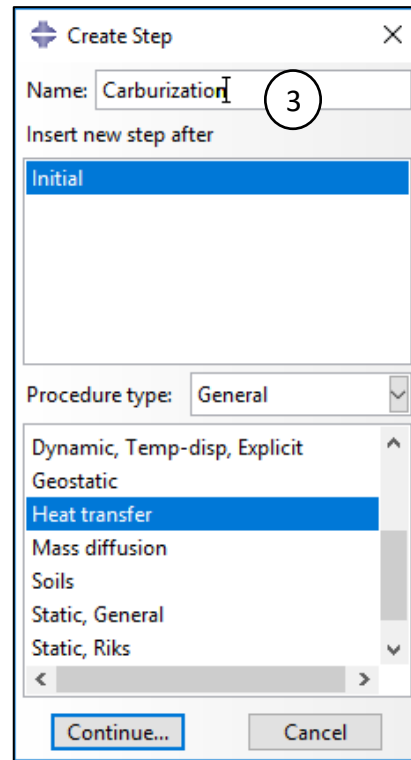 Create Step
Name: Carburization
3
Insert new step after
Initial
Procedure type: General
Dynamic, Temp-disp, Explicit
Geostatic
Heat transfer
Mass diffusion
Soils
Static, General
Static, Riks
Continue... Cancel